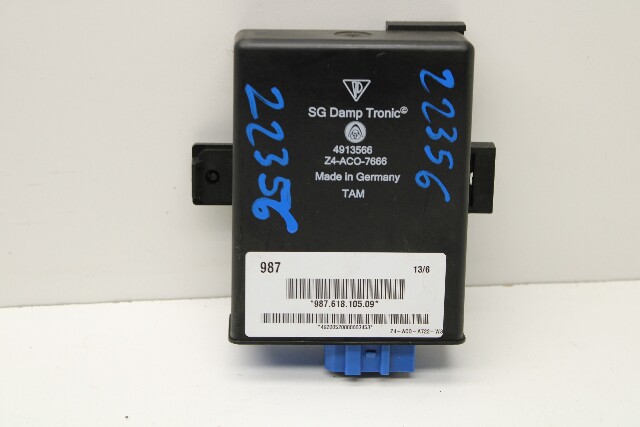 SG Damp Tronic©
4913566
Z4-ACO-7666
Made in Germany
TAM
22356
22356
987
13/6
*987.618.105.09*